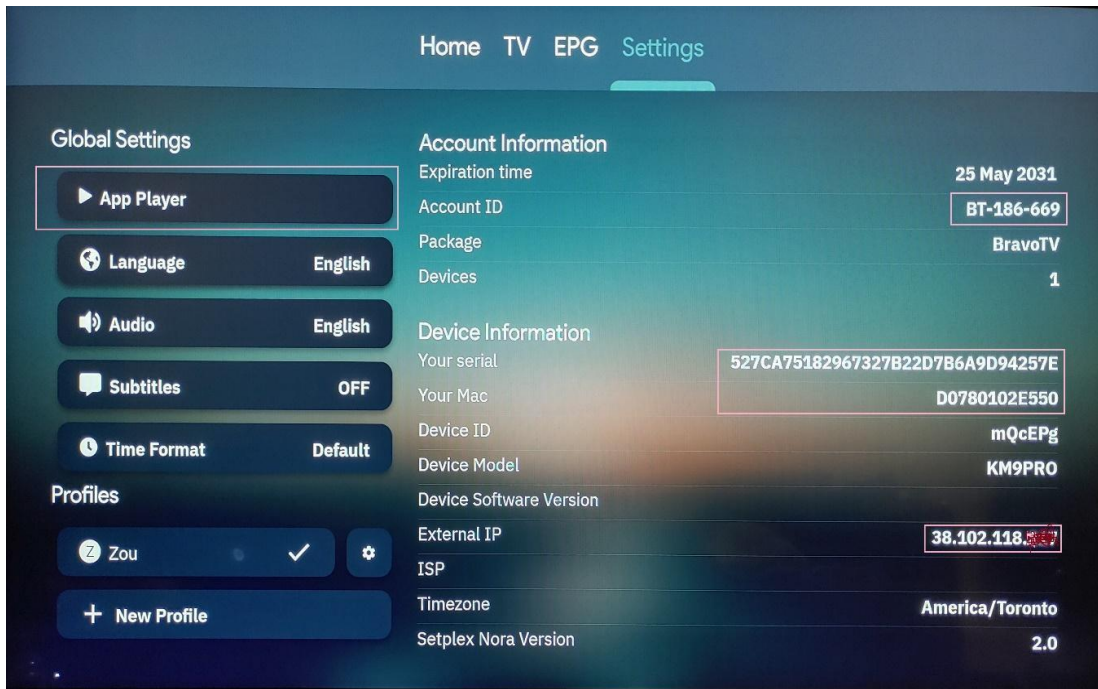 Home TV EPG Settings
Global Settings
App Player
Language English
Audio English
Subtitles OFF
Time Format Default
Profiles
Z Zou
New Profile
Account Information
Expiration time 25 May 2031
Account ID BT-186-669
Package BravoTV
Devices 1
Device Information
Your serial 527CA75182967327B22D7B6A9D94257E
Your Mac D0780102E550
Device ID mQcEPg
Device Model KM9PRO
Device Software Version
External IP 38.102.118.
ISP
Timezone America/Toronto
Setplex Nora Version 2.0